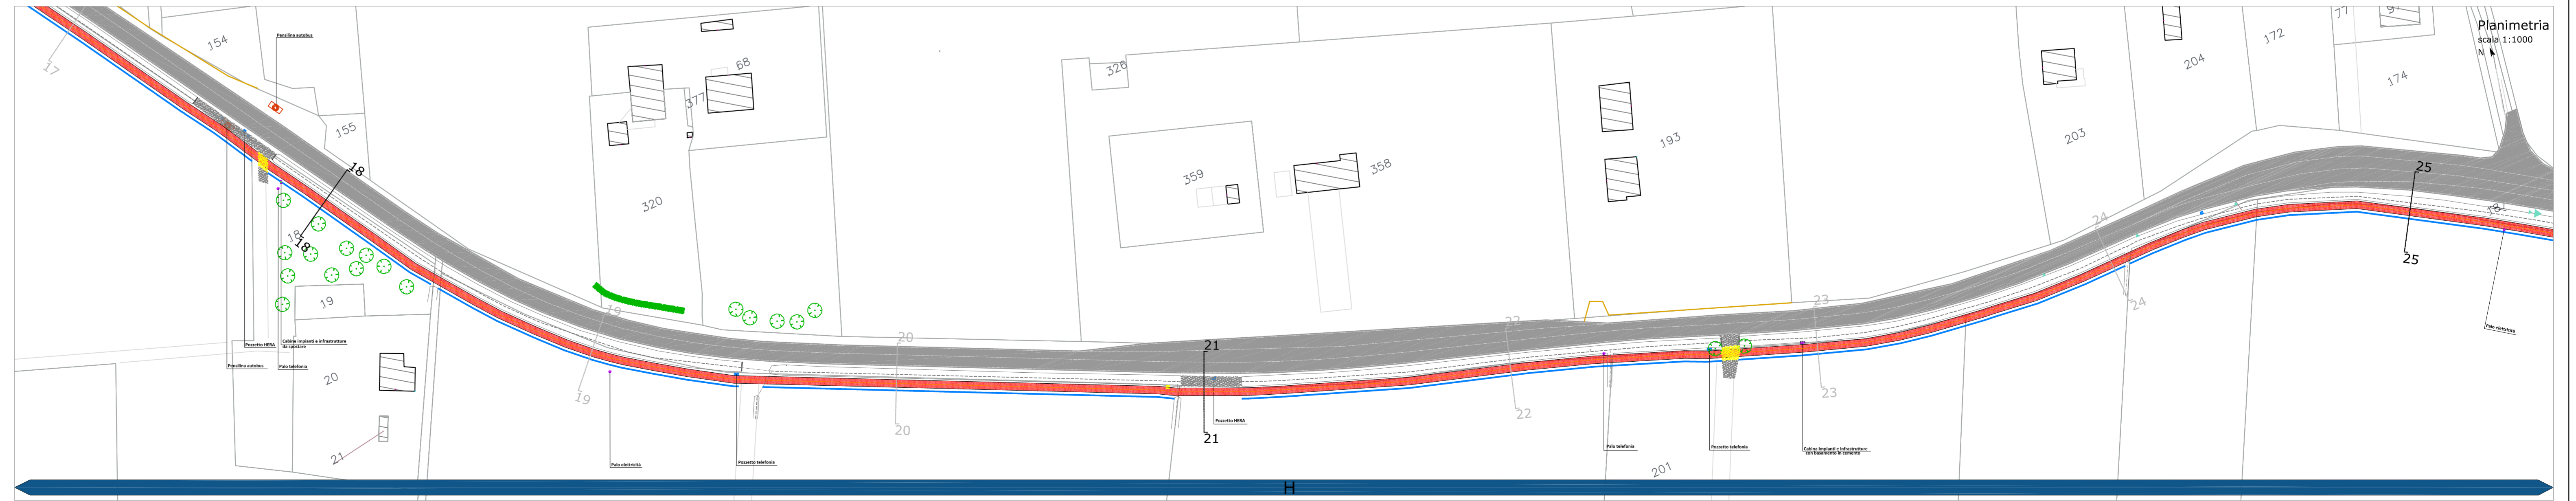 Planimetria
scala 1:1000
N
154
Pensilina autobus
17
155
18
18
18
68
377
320
326
359
358
193
204
172
174
203
24
24
25
25
181
19
20
21
Pozzetto HERA
Cabina impianti e infrastrutture
da spostare
Pensilina autobus
Palo telefonia
19
19
20
20
21
21
Pozzetto HERA
22
22
23
23
Palo elettricità
Pozzetto telefonia
Palo telefonia
Pozzetto telefonia
Cabina impianti e infrastrutture
con basamento in cemento
Palo elettricità
201
H